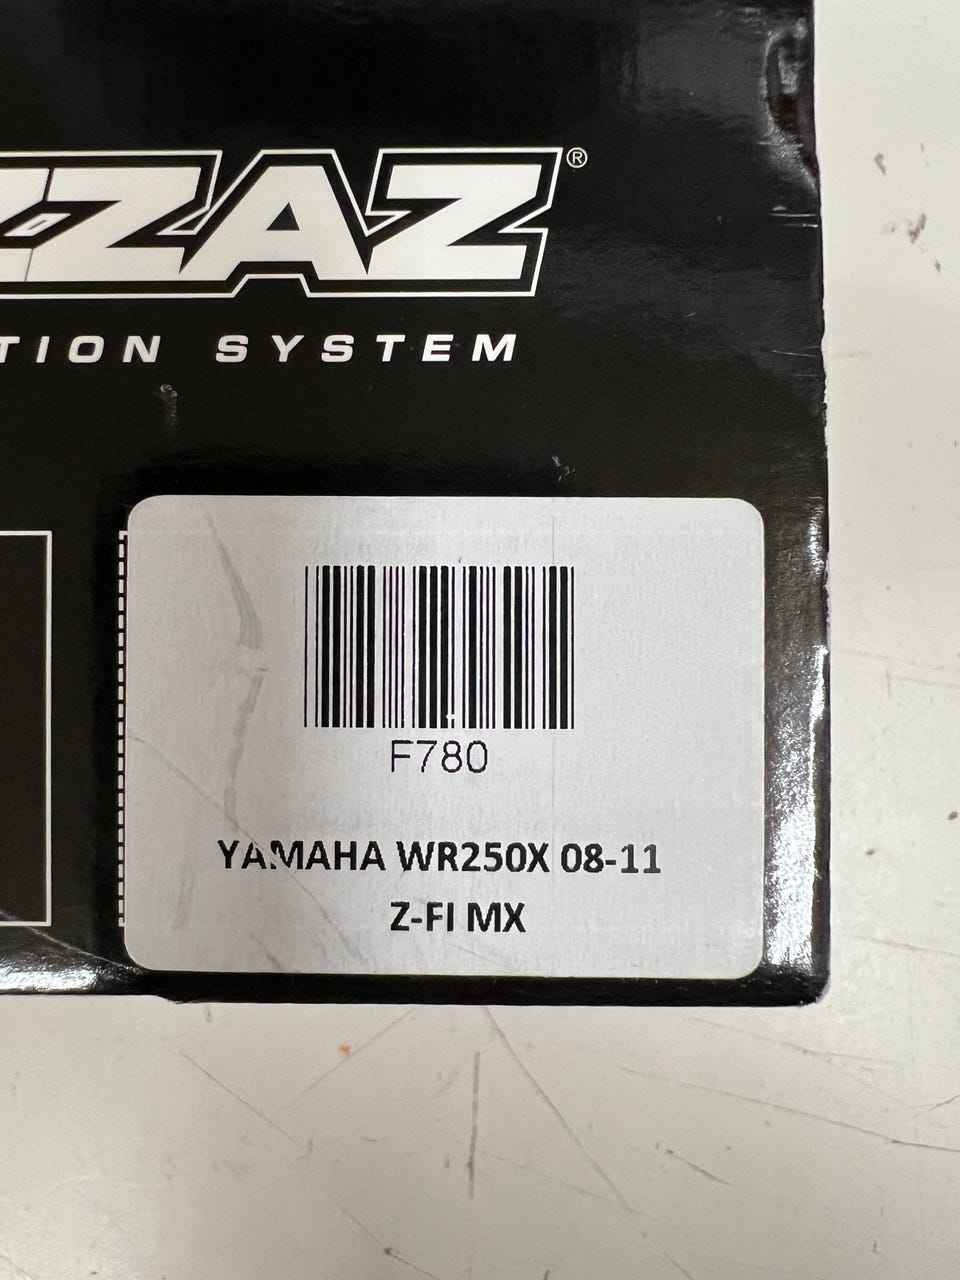 ZZAZ®
TION SYSTEM
F780
YAMAHA WR250X 08-11
Z-FI MX